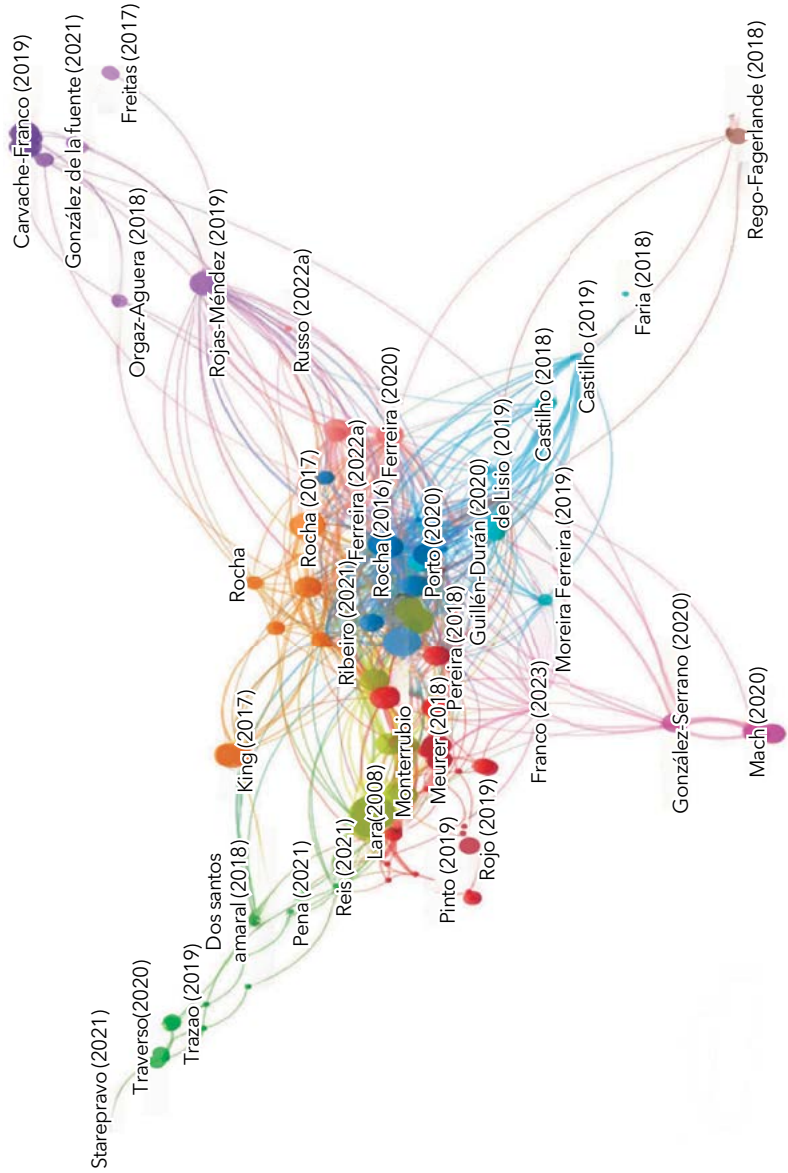 Starepravo (2021)
Traverso(2020)
Trazao (2019)
Dos santos
amaral (2018)
Pena (2021)
Reis (2021)
Lara(2008)
Monterrubio
Meurer (2018)
Pereira (2018)
Pinto (2019)
Rojo (2019)
Franco (2023)
González-Serrano (2020)
Mach (2020)
King (2017)
Rocha
Rocha (2017)
Ribeiro (2021)
Ferreira (2022a)
Rocha (2016)
Ferreira (2020)
Porto (2020)
Guillén-Durán (2020)
de Lisio (2019)
Moreira Ferreira (2019)
Castilho (2018)
Castilho (2019)
Faria (2018)
Rego-Fagerlande (2018)
Russo (2022a)
Rojas-Méndez (2019)
Orgaz-Aguera (2018)
González de la fuente (2021)
Carvache-Franco (2019)
Freitas (2017)